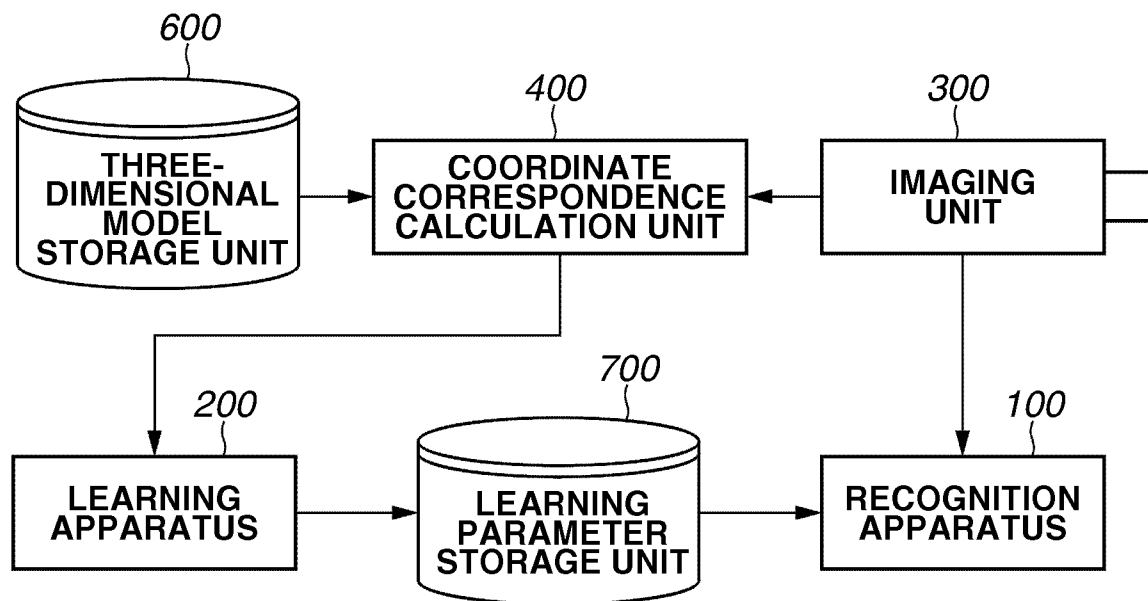 600
THREE-
DIMENSIONAL
MODEL
STORAGE UNIT
400
COORDINATE
CORRESPONDENCE
CALCULATION UNIT
300
IMAGING
UNIT
200
LEARNING
APPARATUS
700
LEARNING
PARAMETER
STORAGE UNIT
100
RECOGNITION
APPARATUS